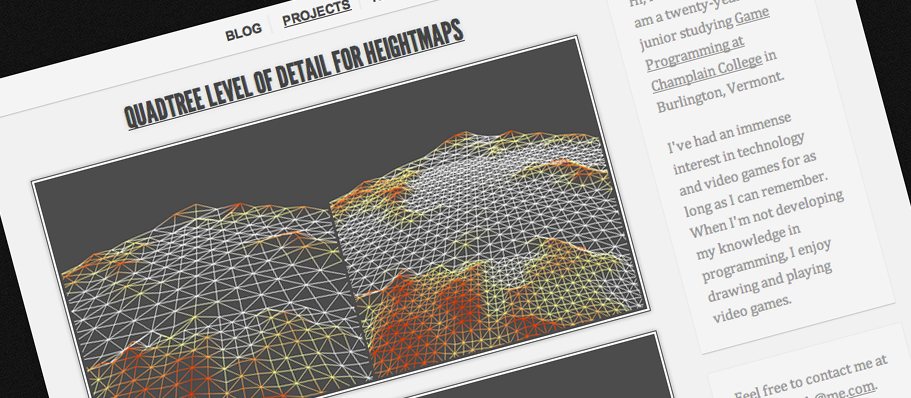 BLOG PROJECTS
QUADTREE LEVEL OF DETAIL FOR HEIGHTMAPS
am a twenty-year
junior studying Game
Programming at
Champlain College in
Burlington, Vermont.
I've had an immense
interest in technology
and video games for as
long as I can remember.
When I'm not developing
my knowledge in
programming, I enjoy
drawing and playing
video games.
Feel free to contact me at
@me.com.